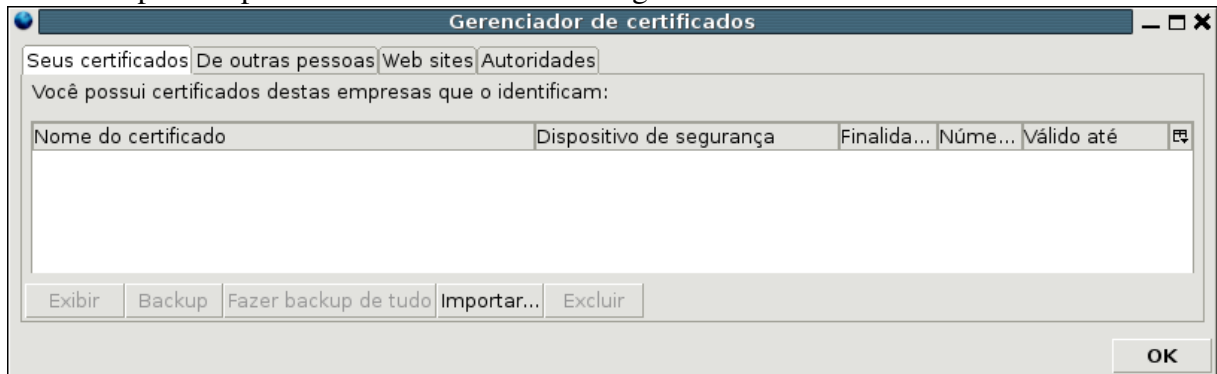 Gerenciador de certificados
Seus certificados De outras pessoas Web sites Autoridades
Você possui certificados destas empresas que o identificam:
Nome do certificado Dispositivo de segurança Finalida... Núme... Válido até
Exibir Backup Fazer backup de tudo Importar... Excluir
OK